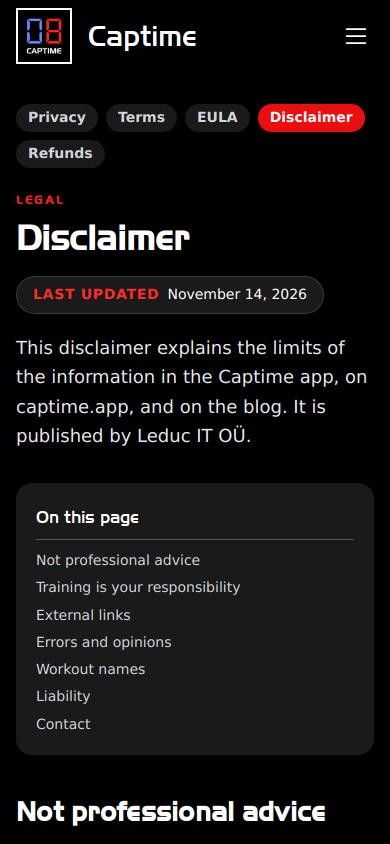 08
CAPTIME
Captime
Privacy
Terms
EULA
Disclaimer
Refunds
LEGAL
Disclaimer
LAST UPDATED November 14, 2026
This disclaimer explains the limits of
the information in the Captime app, on
captime.app, and on the blog. It is
published by Leduc IT OÜ.
On this page
Not professional advice
Training is your responsibility
External links
Errors and opinions
Workout names
Liability
Contact
Not professional advice